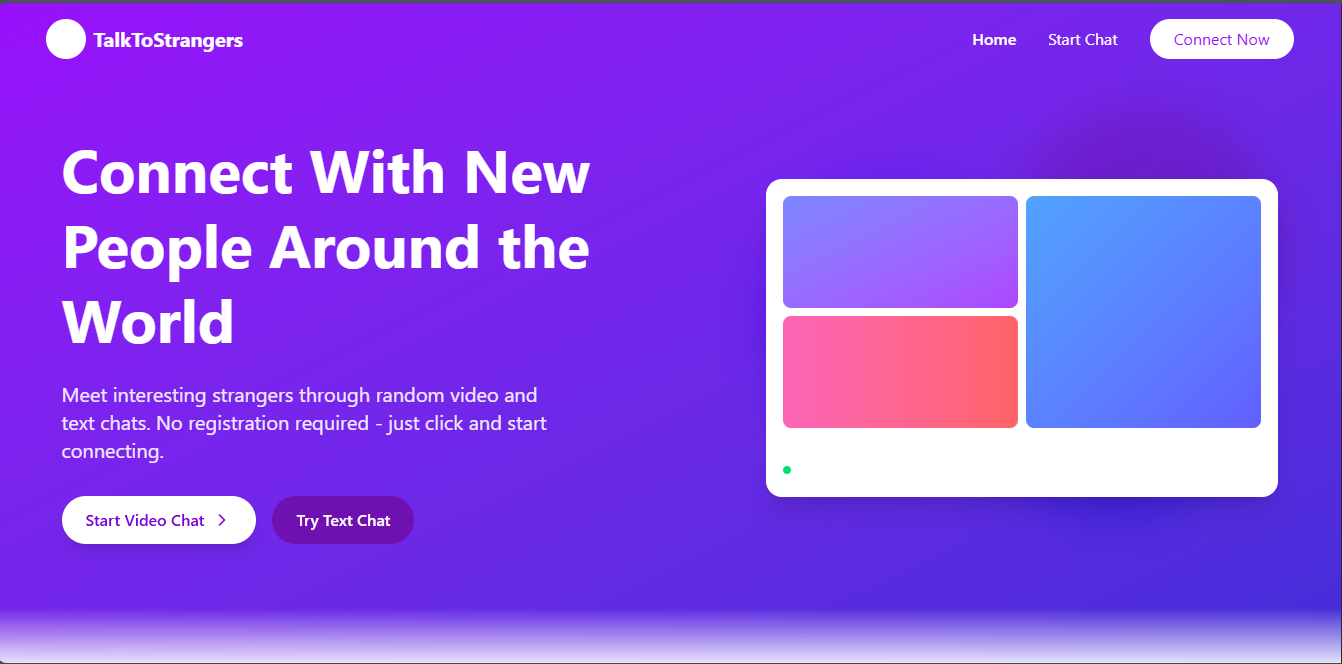 TalkToStrangers
Home
Start Chat
Connect Now
Connect With New
People Around the
World
Meet interesting strangers through random video and
text chats. No registration required - just click and start
connecting.
Start Video Chat
Try Text Chat